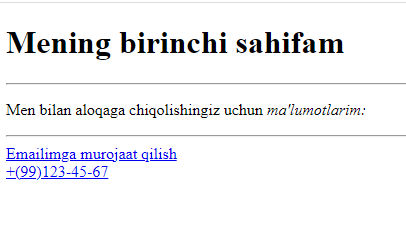 Mening birinchi sahifam
Men bilan aloqaga chiqolishingiz uchun ma'lumotlarim:
Emailimga murojaat qilish
+(99)123-45-67